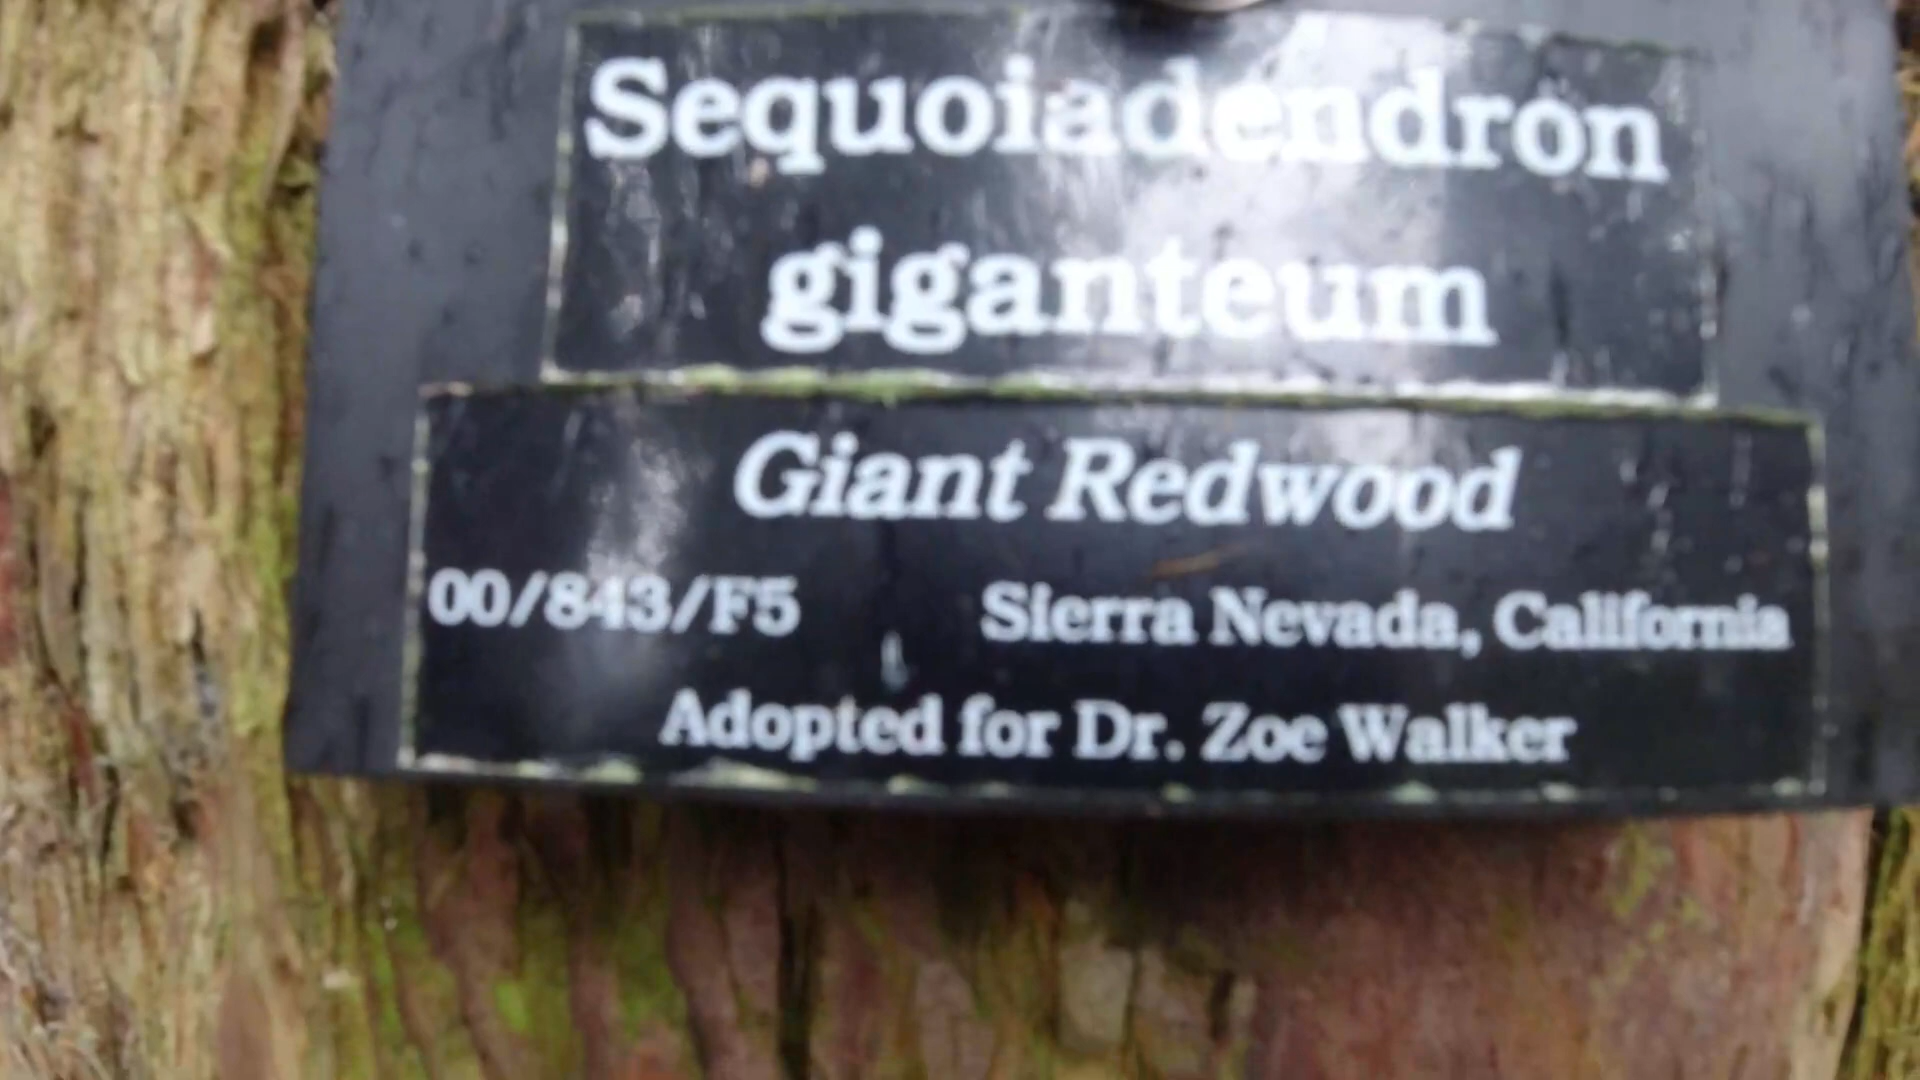 Sequoiadendron
giganteum
Giant Redwood
00/843/F5 Sierra Nevada, California
Adopted for Dr. Zoe Walker